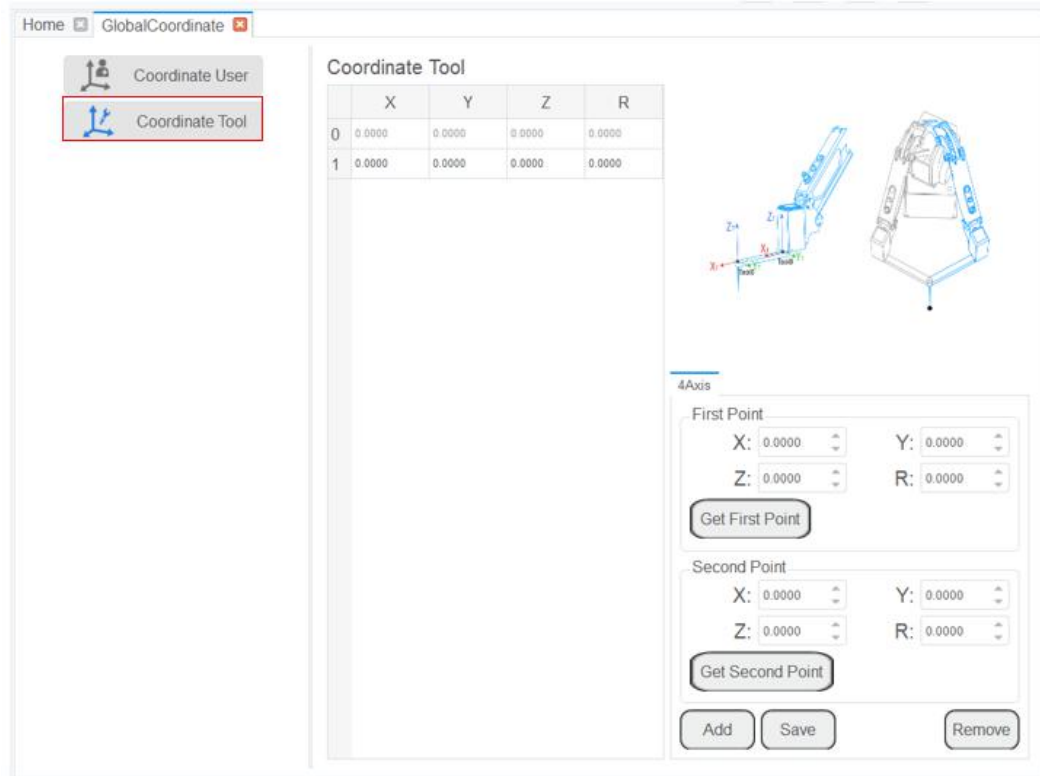 Home GlobalCoordinate
Coordinate User
Coordinate Tool
Coordinate Tool
X Y Z R
0 0.0000 0.0000 0.0000 0.0000
1 0.0000 0.0000 0.0000 0.0000
4Axis
First Point
X: 0.0000 Y: 0.0000
Z: 0.0000 R: 0.0000
Get First Point
Second Point
X: 0.0000 Y: 0.0000
Z: 0.0000 R: 0.0000
Get Second Point
Add Save Remove